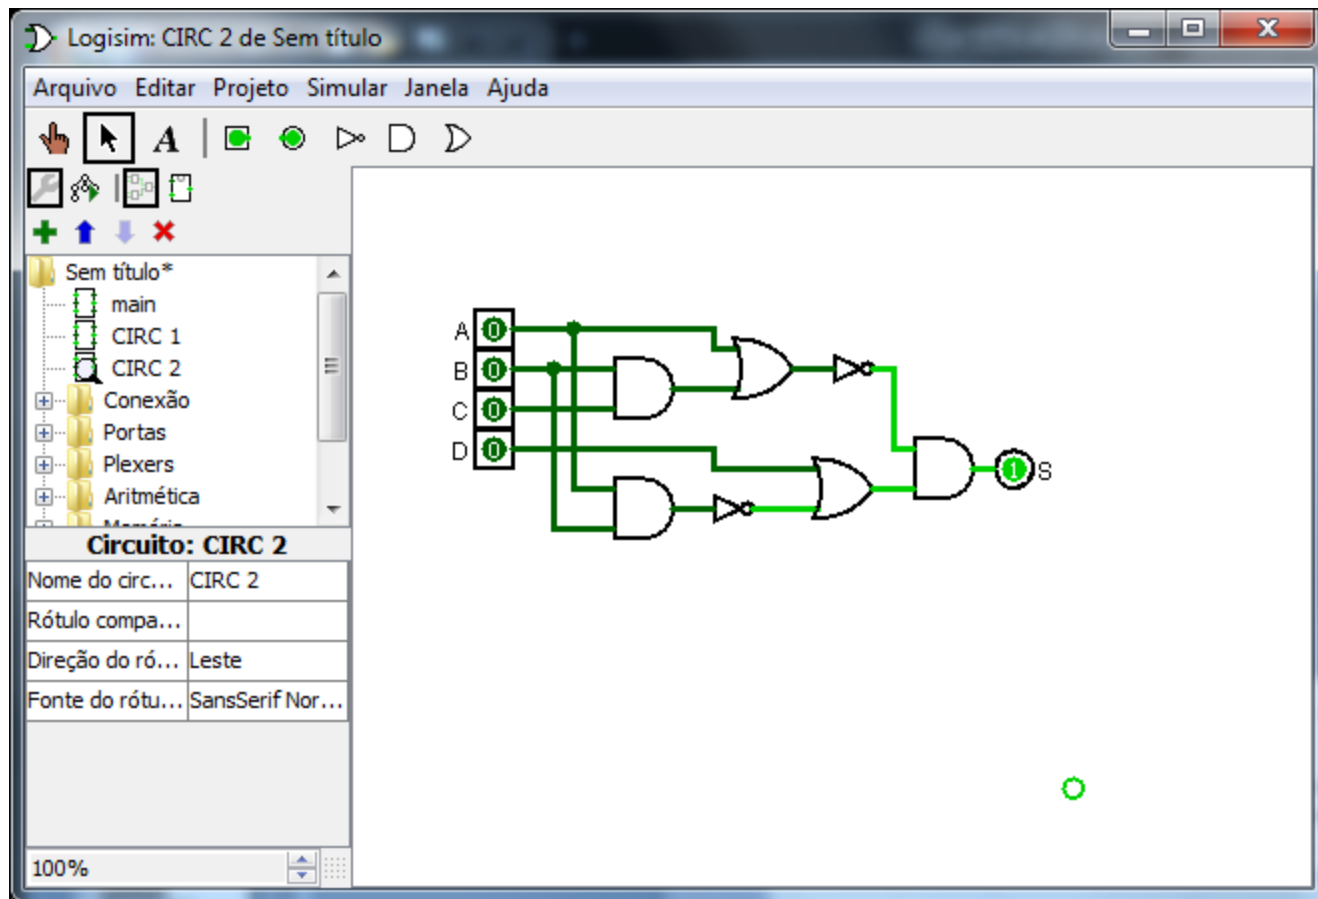 Logisim: CIRC 2 de Sem título
Arquivo Editar Projeto Simular Janela Ajuda
A
Sem título*
main
CIRC 1
CIRC 2
Conexão
Portas
Plexers
Aritmética
Circuito: CIRC 2
Nome do circ... CIRC 2
Rótulo compa...
Direção do ró... Leste
Fonte do rótu... SansSerif Nor...
100%
A 0
B 0
C 0
D 0
1 S